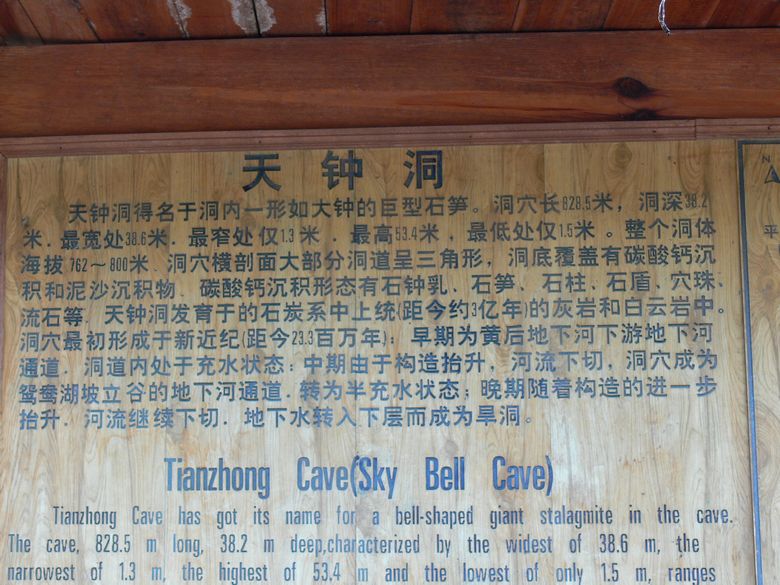 天钟洞
天钟洞得名于洞内一形如大钟的巨型石笋。洞穴长828.5米，洞深38.2
米．最宽处38.6米．最窄处仅1.3米．最高53.4米，最低处仅1.5米。整个洞体
海拔762～800米．洞穴横剖面大部分洞道呈三角形，洞底覆盖有碳酸钙沉
积和泥沙沉积物．碳酸钙沉积形态有石钟乳、石笋、石柱、石盾、穴珠、
流石等．天钟洞发育于的石炭系中上统(距今约3亿年)的灰岩和白云岩中。
洞穴最初形成于新近纪(距今23.3百万年)：早期为黄后地下河下游地下河
通道．洞道内处于充水状态；中期由于构造抬升，河流下切，洞穴成为
鸳鸯湖坡立谷的地下河通道．转为半充水状态；晚期随着构造的进一步
抬升．河流继续下切．地下水转入下层而成为旱洞。
Tianzhong Cave(Sky Bell Cave)
Tianzhong Cave has got its name for a bell-shaped giant stalagmite in the cave.
The cave, 828.5 m long, 38.2 m deep,characterized by the widest of 38.6 m, the
narrowest of 1.3 m, the highest of 53.4 m and the lowest of only 1.5 m, ranges
N
平